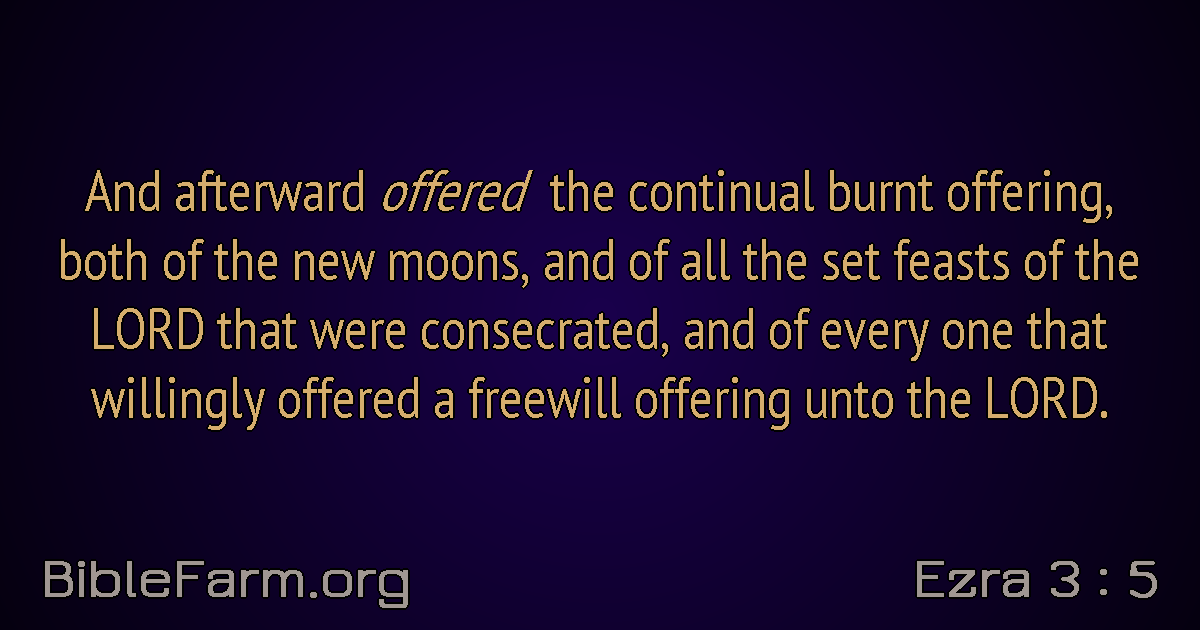 And afterward offered the continual burnt offering,
both of the new moons, and of all the set feasts of the
LORD that were consecrated, and of every one that
willingly offered a freewill offering unto the LORD.
BibleFarm.org
Ezra 3 : 5